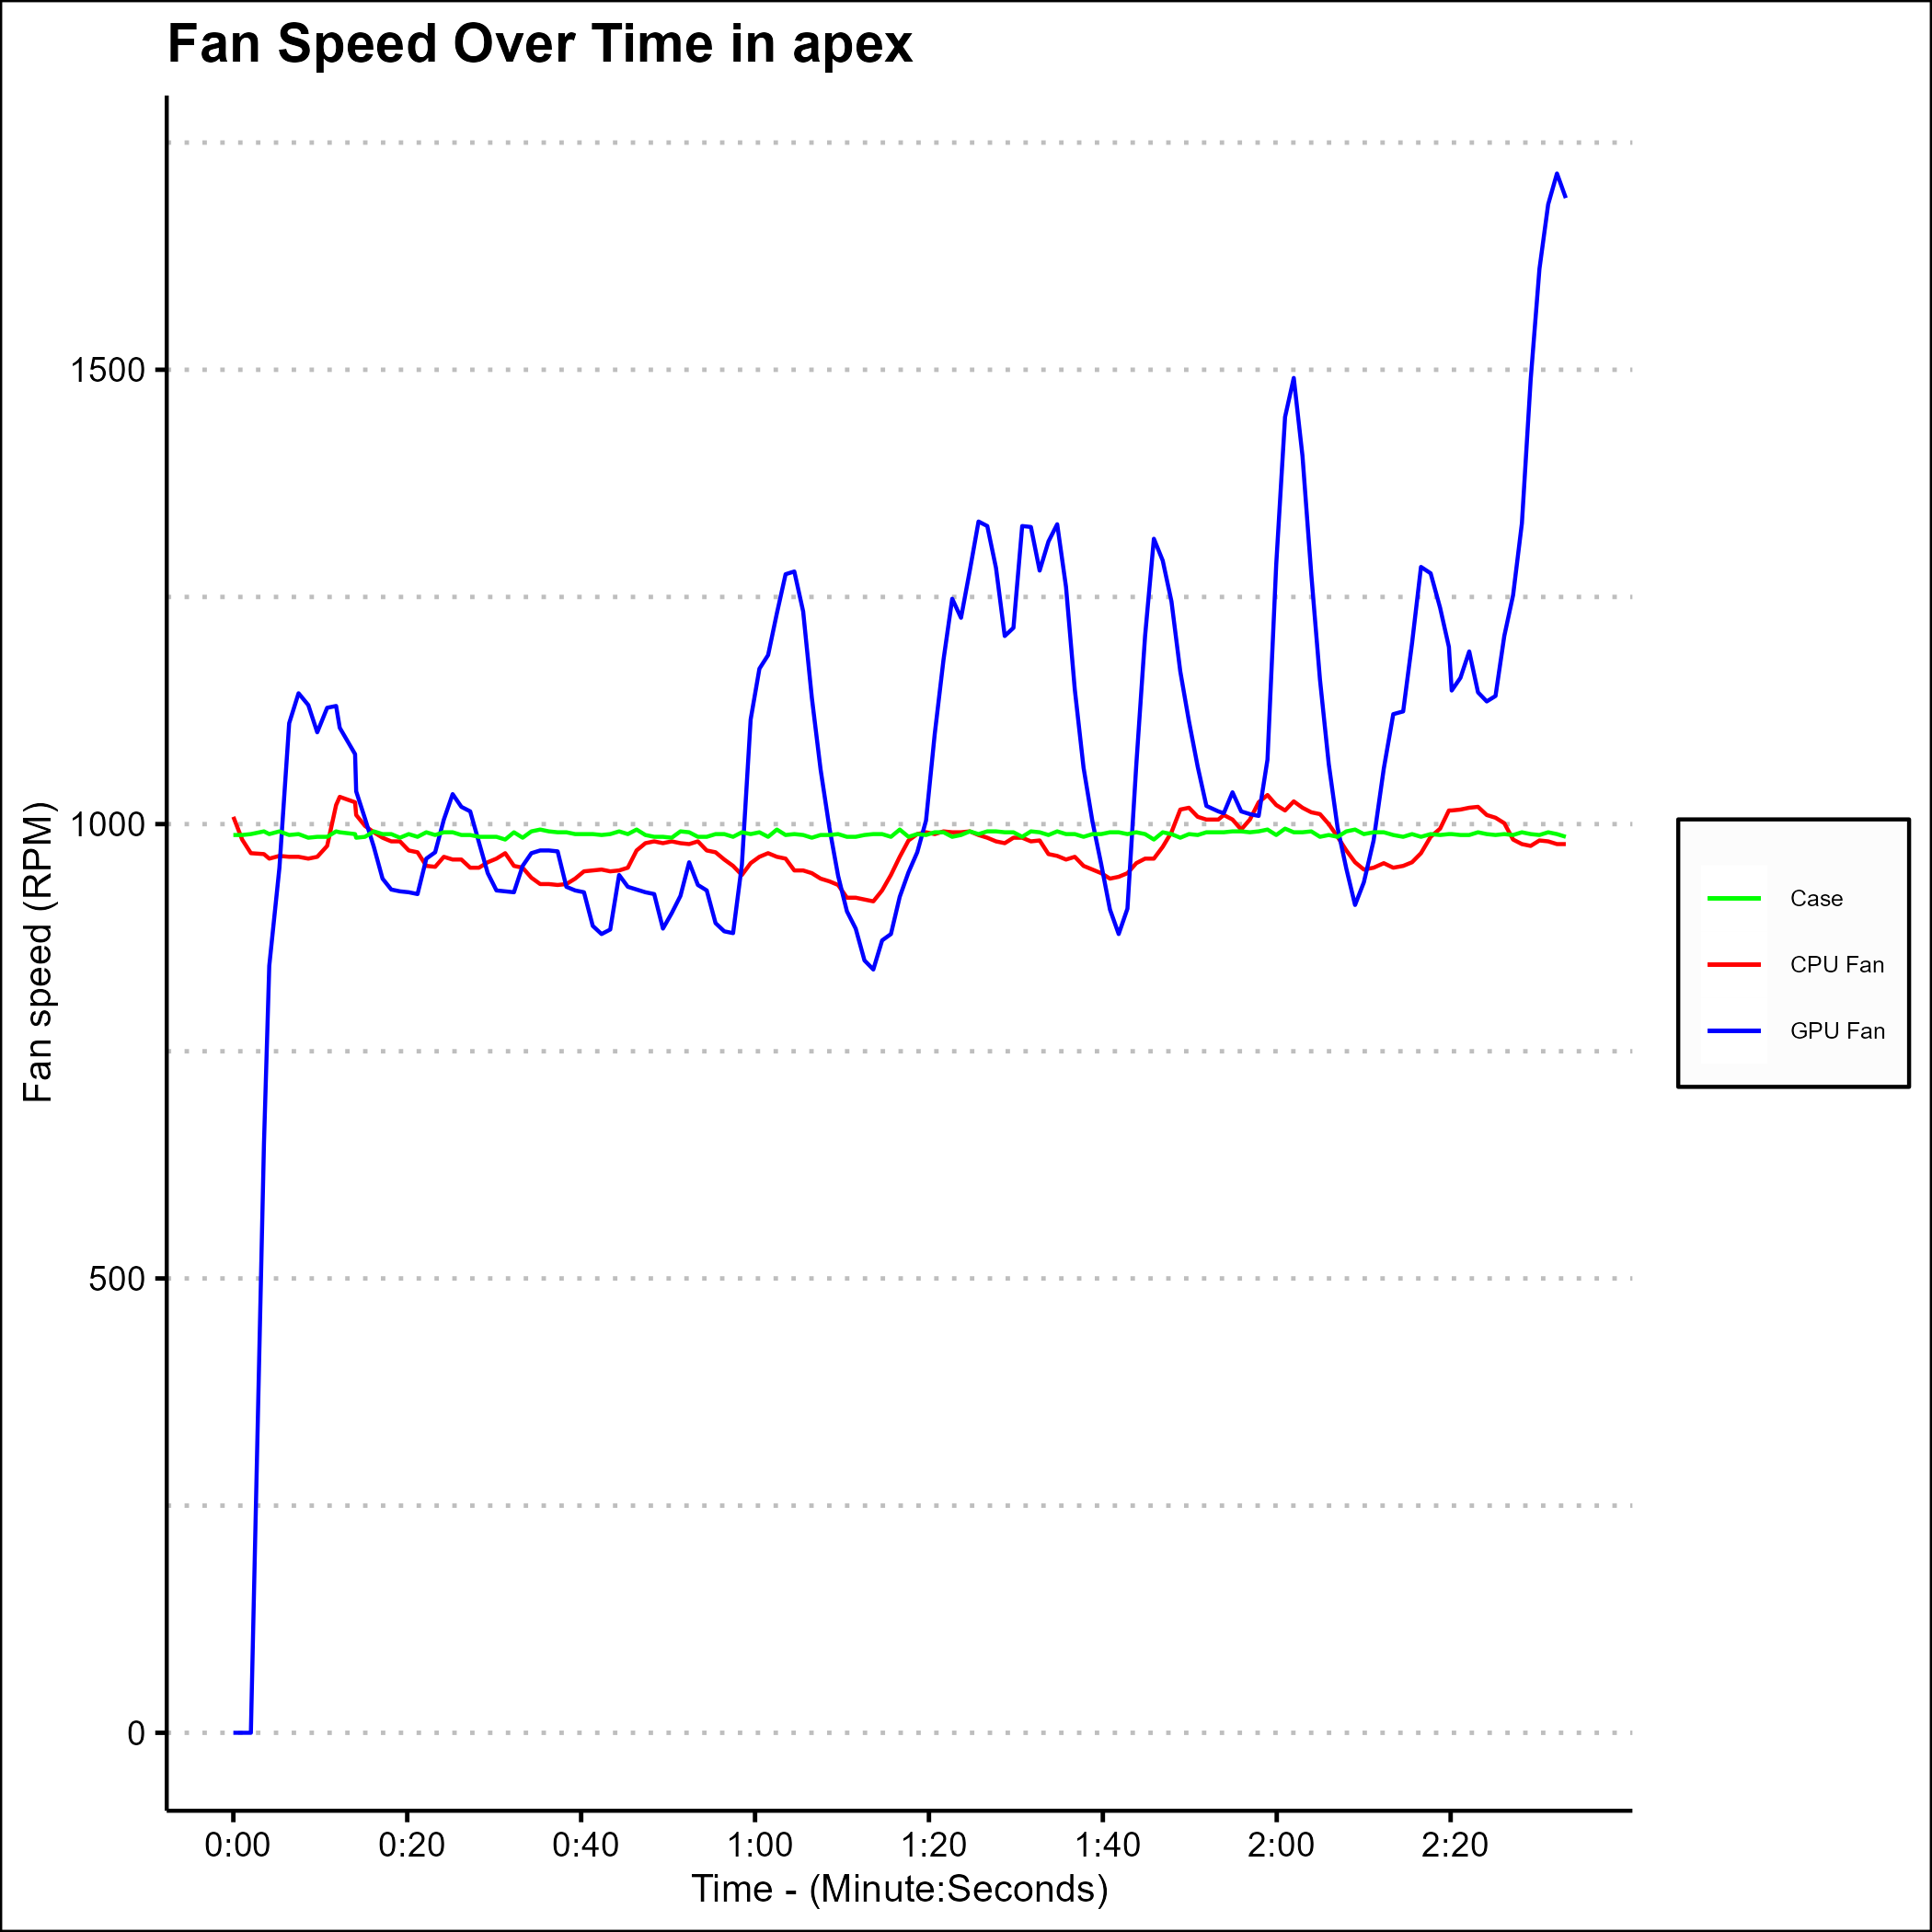 Fan Speed Over Time in apex
Fan speed (RPM)
1500
1000
500
0
0:00 0:20 0:40 1:00 1:20 1:40 2:00 2:20
Time - (Minute:Seconds)
Case
CPU Fan
GPU Fan